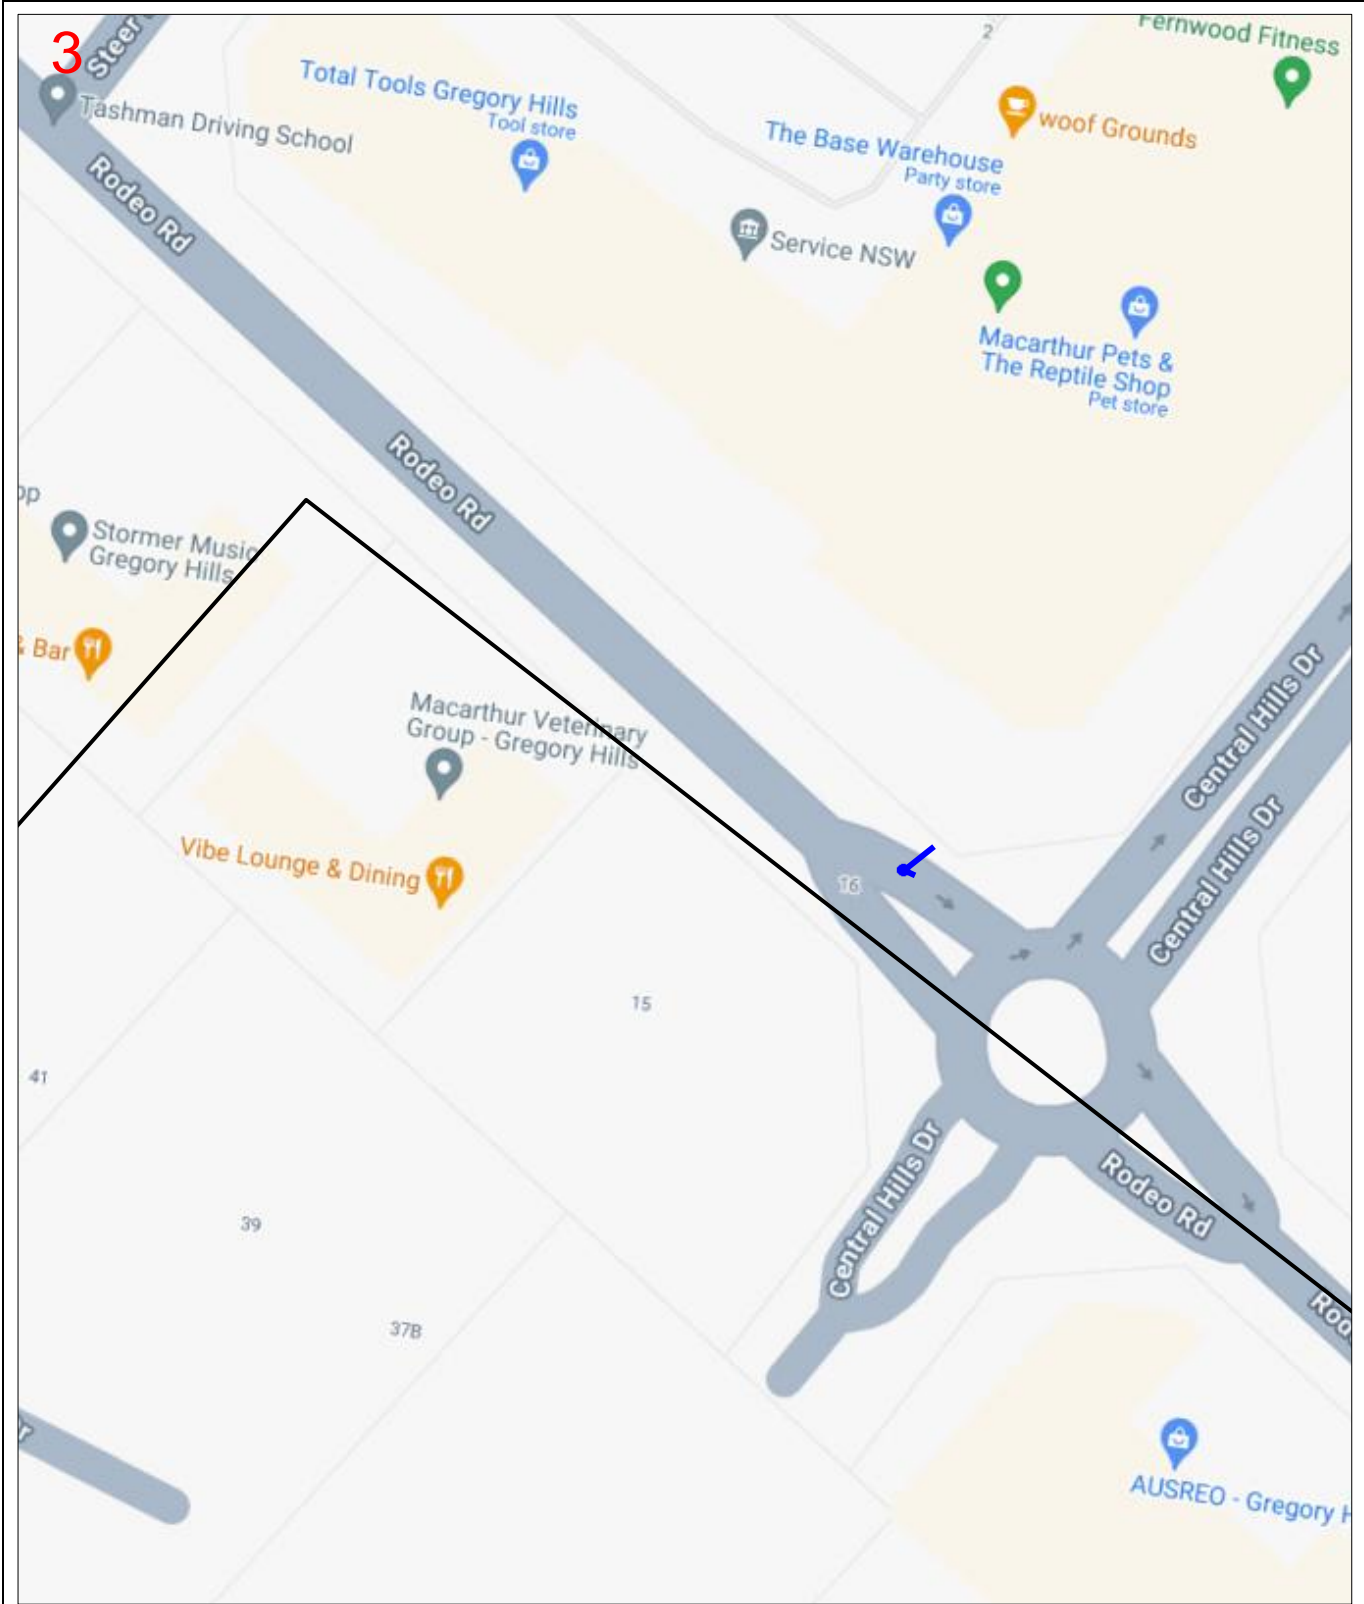 3
Steer
Tashman Driving School
Total Tools Gregory Hills
Tool store
2
Fernwood Fitness
woof Grounds
The Base Warehouse
Party store
Service NSW
Macarthur Pets &
The Reptile Shop
Pet store
Rodeo Rd
Rodeo Rd
op
Stormer Music
Gregory Hills
& Bar
Macarthur Veterinary
Group - Gregory Hills
Vibe Lounge & Dining
Central Hills Dr
Central Hills Dr
16
15
41
39
37B
Central Hills Dr
Rodeo Rd
AUSREO - Gregory H